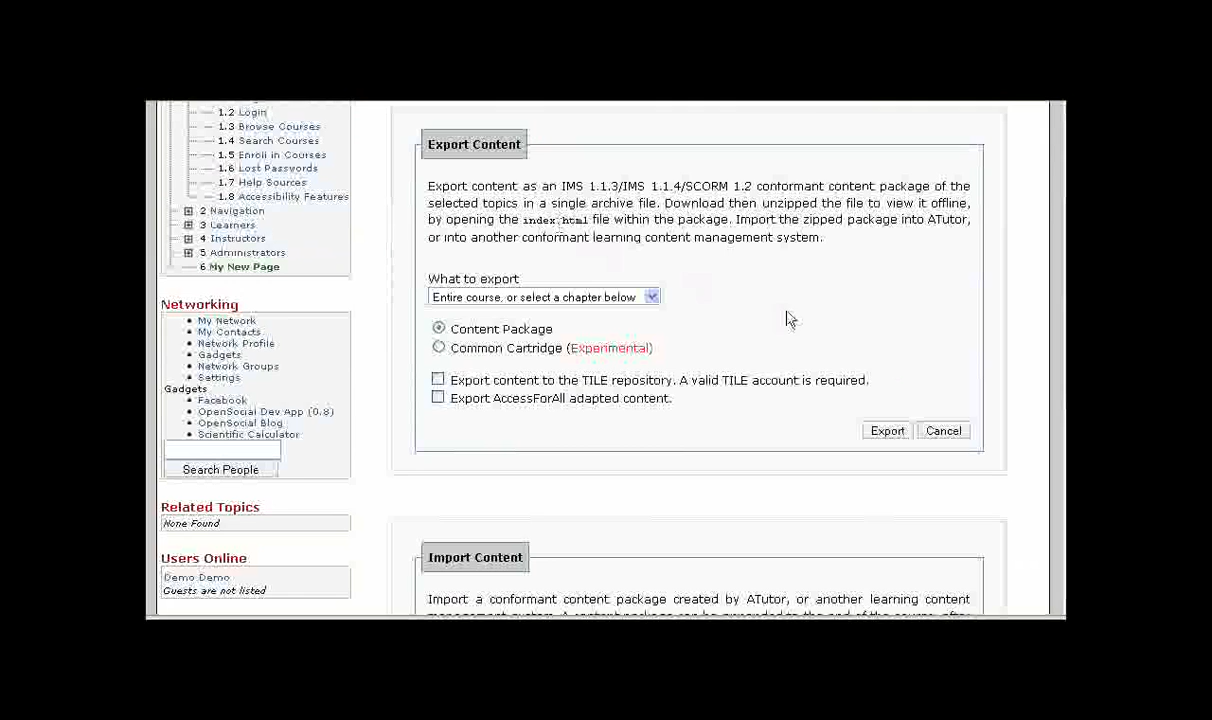 1.2 Login
1.3 Browse Courses
1.4 Search Courses
1.5 Enroll in Courses
1.6 Lost Passwords
1.7 Help Sources
1.8 Accessibility Features
2 Navigation
3 Learners
4 Instructors
5 Administrators
6 My New Page
Networking
My Network
My Contacts
Network Profile
Gadgets
Network Groups
Settings
Gadgets
Facebook
OpenSocial Dev App (0.8)
OpenSocial Blog
Scientific Calculator
Search People
Related Topics
None Found
Users Online
Demo Demo
Guests are not listed
Export Content
Export content as an IMS 1.1.3/IMS 1.1.4/SCORM 1.2 conformant content package of the
selected topics in a single archive file. Download then unzipped the file to view it offline,
by opening the index.html file within the package. Import the zipped package into ATutor,
or into another conformant learning content management system.
What to export
Entire course, or select a chapter below
Content Package
Common Cartridge (Experimental)
Export content to the TILE repository. A valid TILE account is required.
Export AccessForAll adapted content.
Export Cancel
Import Content
Import a conformant content package created by ATutor, or another learning content